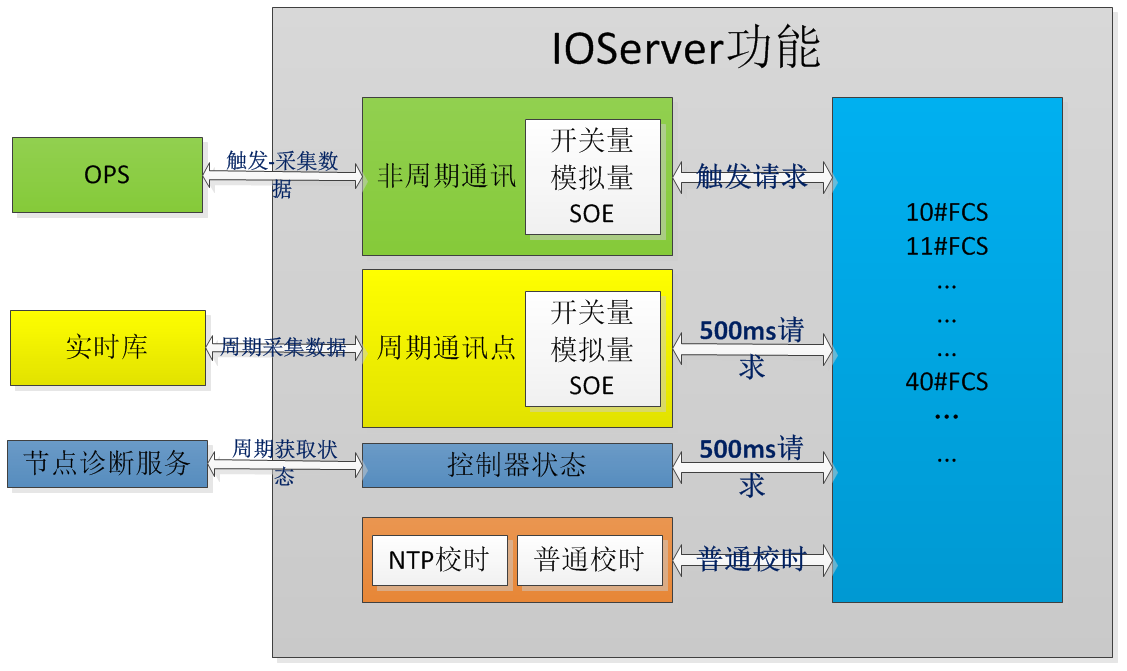 IOServer功能
OPS
触发-采集数
据
非周期通讯
开关量
模拟量
SOE
触发请求
实时库
周期采集数据
周期通讯点
开关量
模拟量
SOE
500ms请
求
节点诊断服务
周期获取状
态
控制器状态
500ms请
求
NTP校时
普通校时
普通校时
10#FCS
11#FCS
...
...
...
40#FCS
...
...